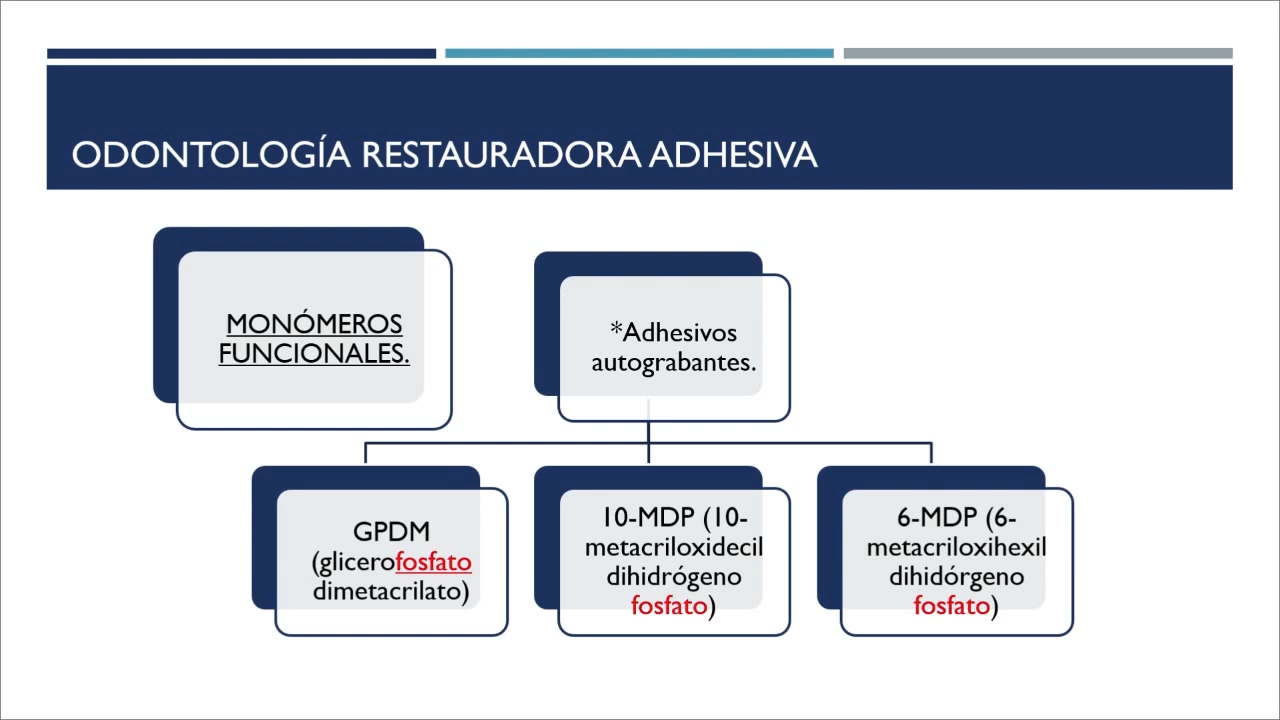 ODONTOLOGÍA RESTAURADORA ADHESIVA
MONÓMEROS
FUNCIONALES.
*Adhesivos
autograbantes.
GPDM
(glicerofosfato
dimetacrilato)
10-MDP (10-
metacriloxidecil
dihidrógeno
fosfato)
6-MDP (6-
metacriloxihexil
dihidórgeno
fosfato)